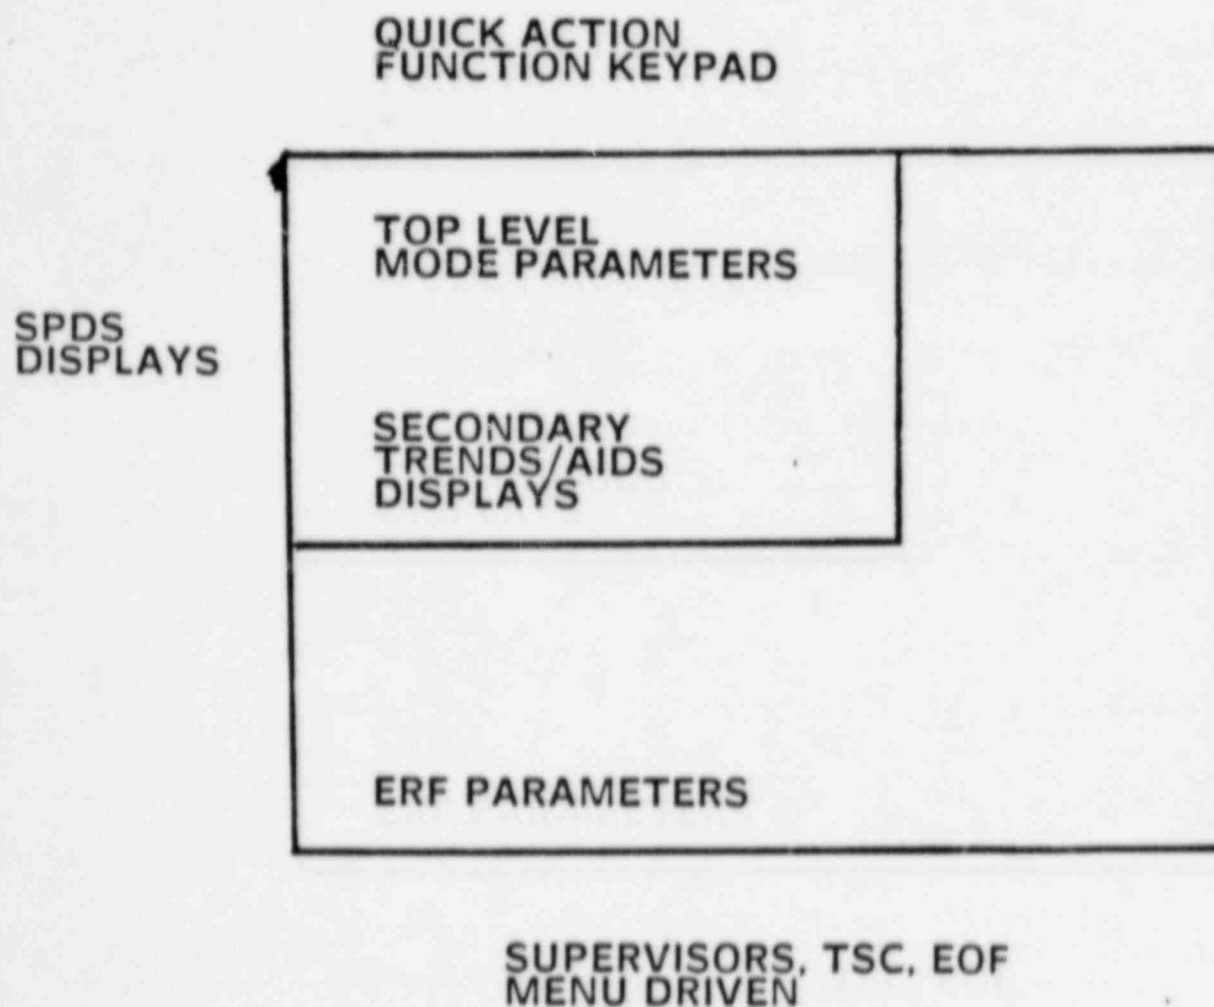 QUICK ACTION
FUNCTION KEYPAD
TOP LEVEL
MODE PARAMETERS
SPDS
DISPLAYS
SECONDARY
TRENDS/AIDS
DISPLAYS
ERF PARAMETERS
SUPERVISORS, TSC, EOF
MENU DRIVEN